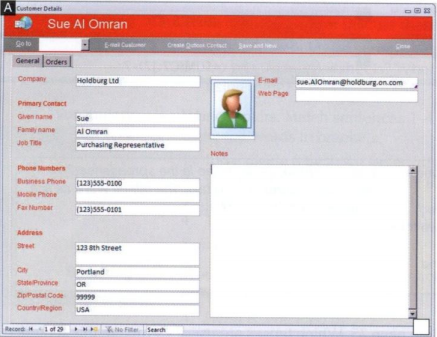 A
Customer Details
Sue Al Omran
Go to
E-mail Customer
Create Outlook Contact
Save and New
Close
General
Orders
Company
Holdburg Ltd
Primary Contact
Given name
Sue
Family name
Al Omran
Job Title
Purchasing Representative
Phone Numbers
Business Phone
(123)555-0100
Mobile Phone
Fax Number
(123)555-0101
Address
Street
123 8th Street
City
Portland
State/Province
OR
Zip/Postal Code
99999
Country/Region
USA
E-mail
sue.AlOmran@holdburg.on.com
Web Page
Notes
Record: 1 of 29 No Filter Search